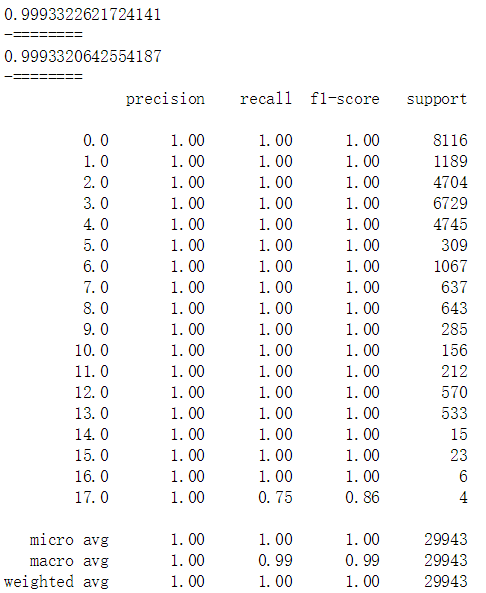 0.9993322621724141
-========
0.9993320642554187
-========
precision recall f1-score support
0.0 1.00 1.00 1.00 8116
1.0 1.00 1.00 1.00 1189
2.0 1.00 1.00 1.00 4704
3.0 1.00 1.00 1.00 6729
4.0 1.00 1.00 1.00 4745
5.0 1.00 1.00 1.00 309
6.0 1.00 1.00 1.00 1067
7.0 1.00 1.00 1.00 637
8.0 1.00 1.00 1.00 643
9.0 1.00 1.00 1.00 285
10.0 1.00 1.00 1.00 156
11.0 1.00 1.00 1.00 212
12.0 1.00 1.00 1.00 570
13.0 1.00 1.00 1.00 533
14.0 1.00 1.00 1.00 15
15.0 1.00 1.00 1.00 23
16.0 1.00 1.00 1.00 6
17.0 1.00 0.75 0.86 4
micro avg 1.00 1.00 1.00 29943
macro avg 1.00 0.99 0.99 29943
weighted avg 1.00 1.00 1.00 29943